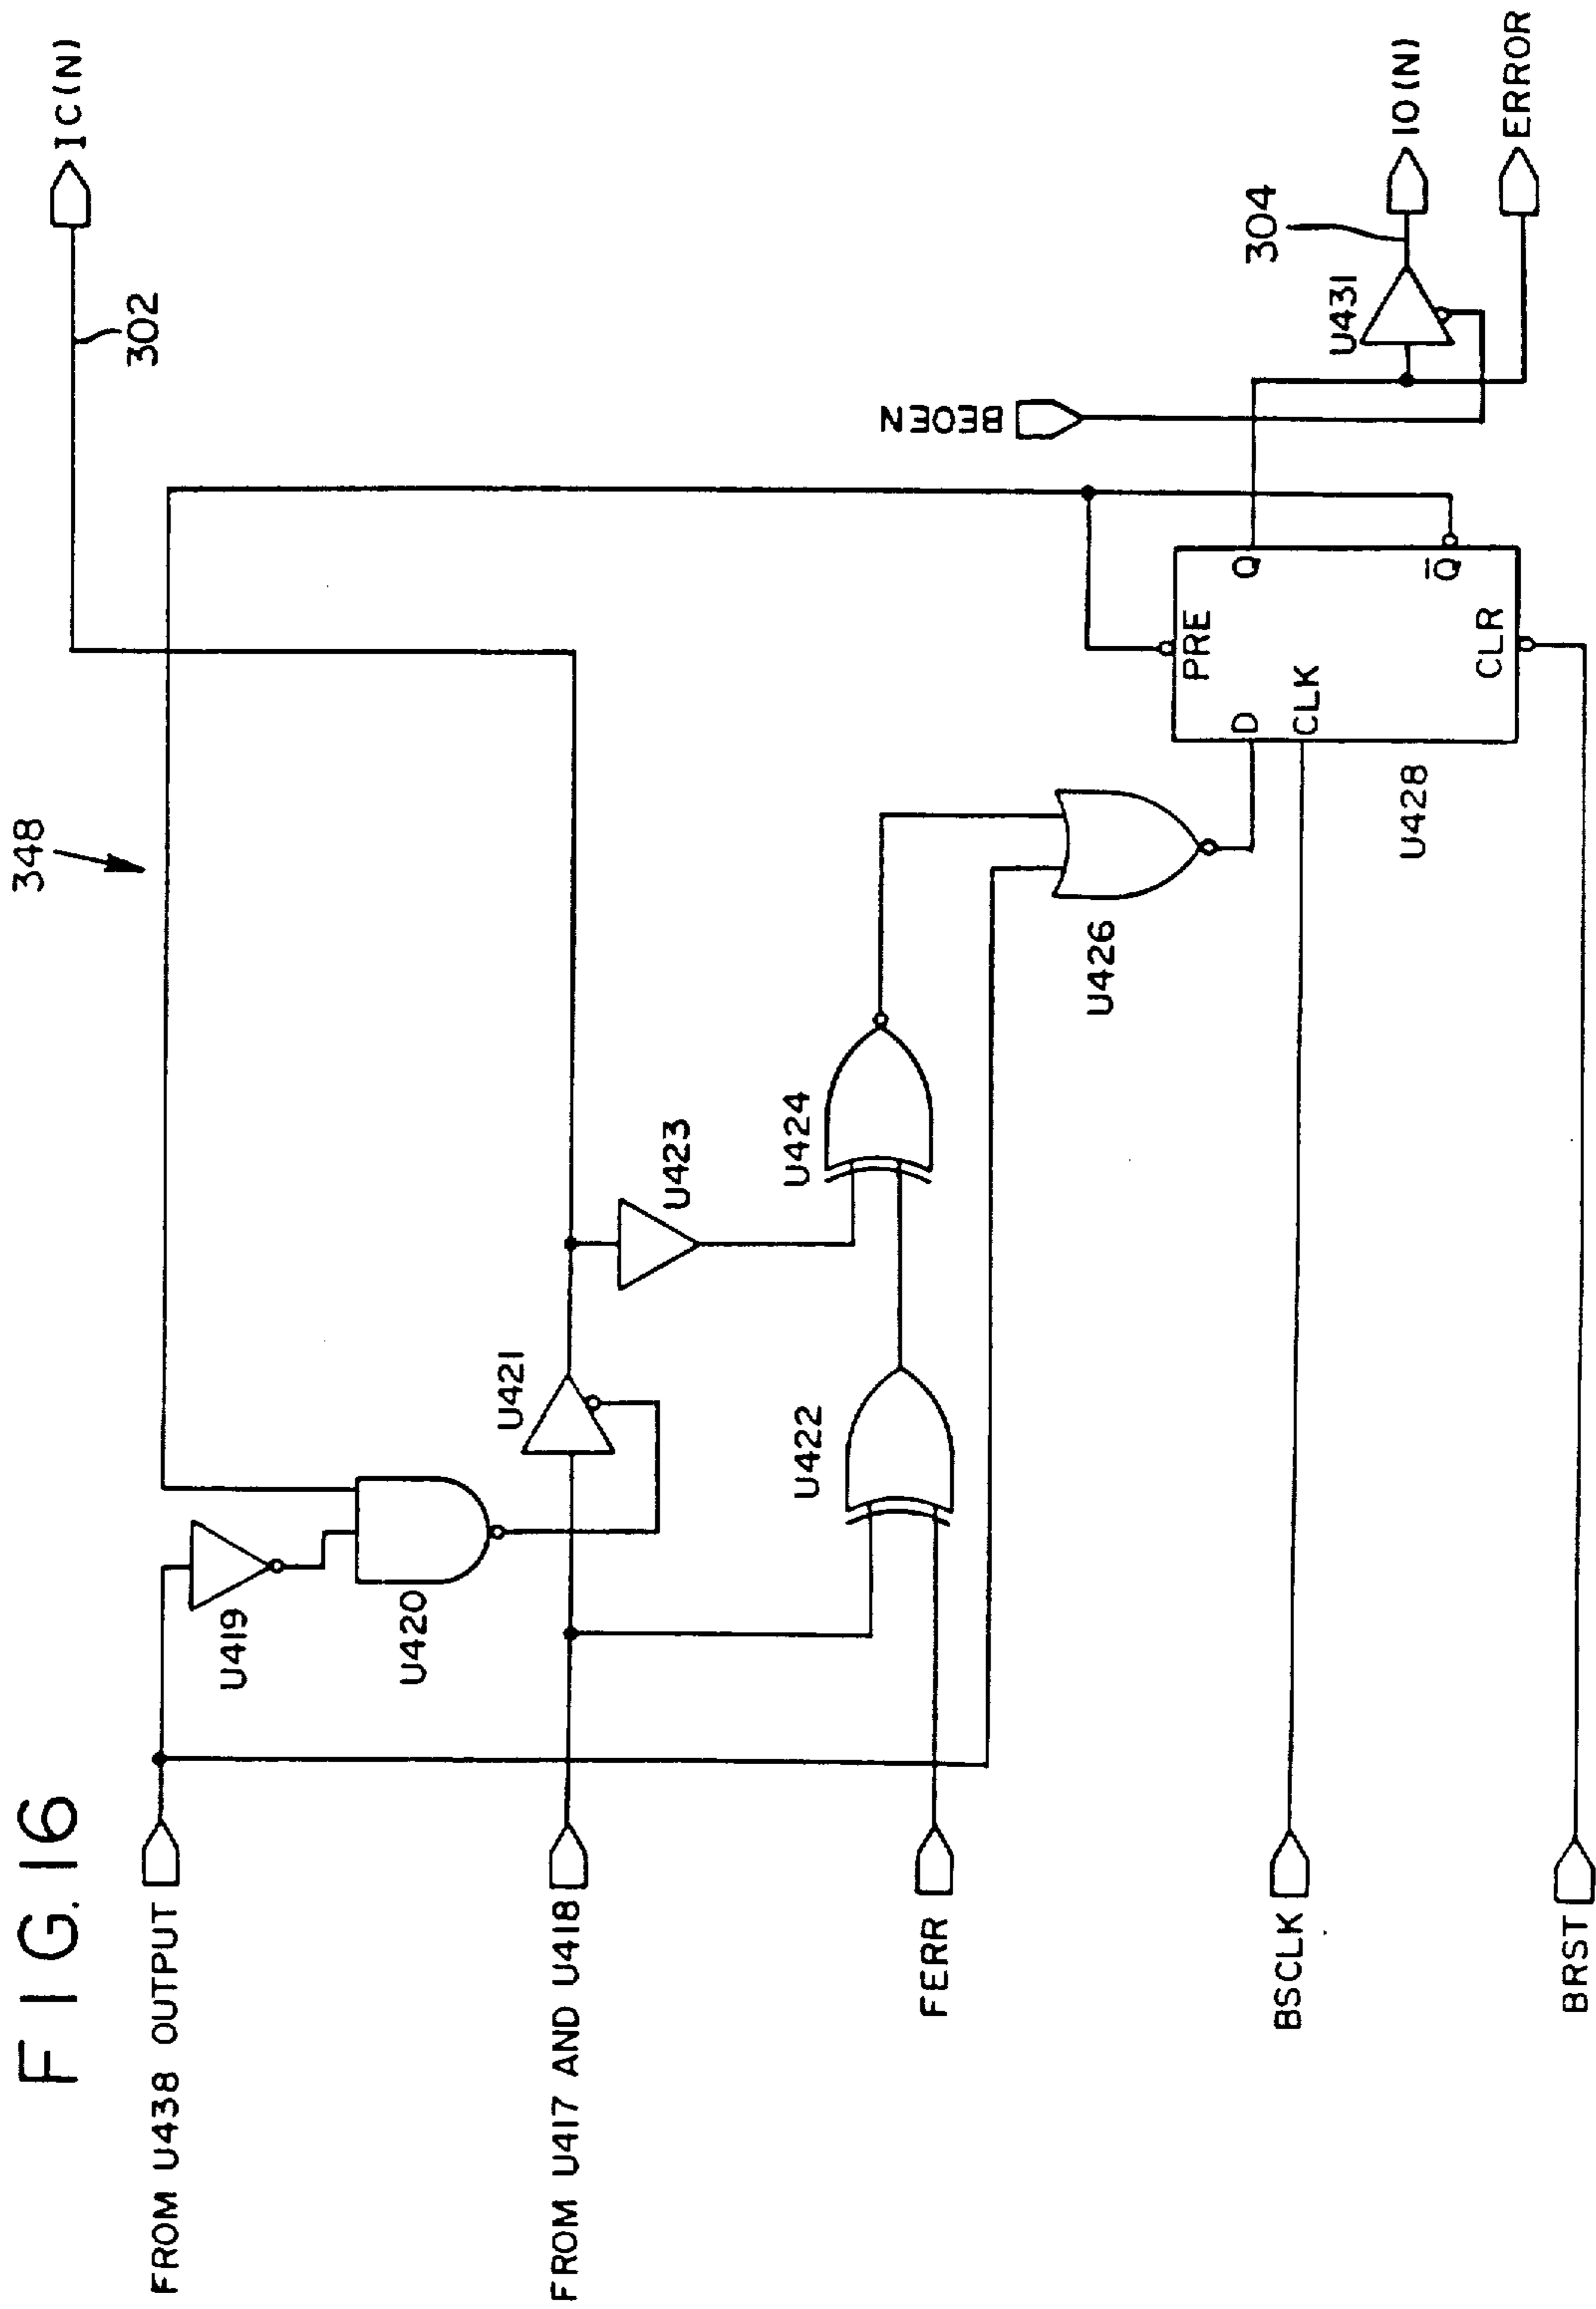 FIG. 16
348
FROM U438 OUTPUT
U419
U420
IC(N)
302
FROM U417 AND U418
U421
U423
U422
U424
FERR
U426
BEOEN
304
U431
IO(N)
ERROR
PRE
D
Q
CLK
Q̅
CLR
U428
BSCLK
BRST